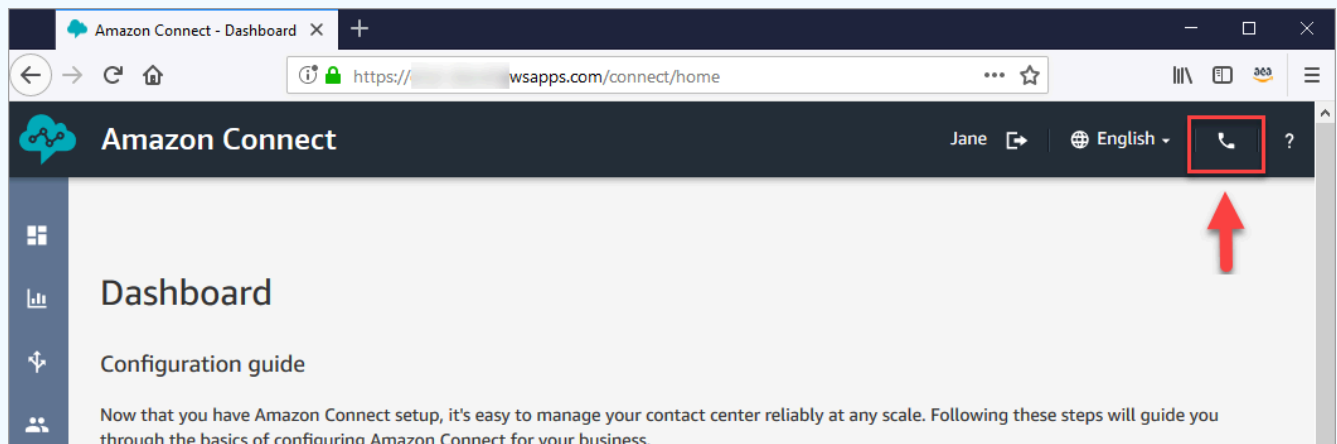 Amazon Connect - Dashboard
https:// wsapps.com/connect/home
Amazon Connect
Jane
English
?
Dashboard
Configuration guide
Now that you have Amazon Connect setup, it's easy to manage your contact center reliably at any scale. Following these steps will guide you
through the basics of configuring Amazon Connect for your business.